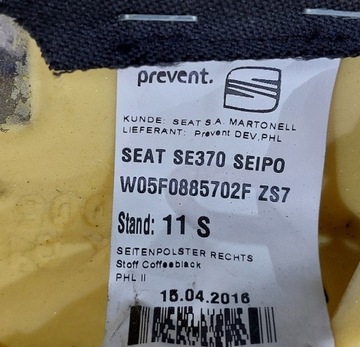 prevent.
KUNDE: SEAT S.A. MARTONELL
LIEFERANT: Prevent DEV,PHL
SEAT SE370 SEIPO
W05F0885702F ZS7
Stand: 11 S
SEITENPOLSTER RECHTS
Stoff Coffeeblack
PHL II
15.04.2016